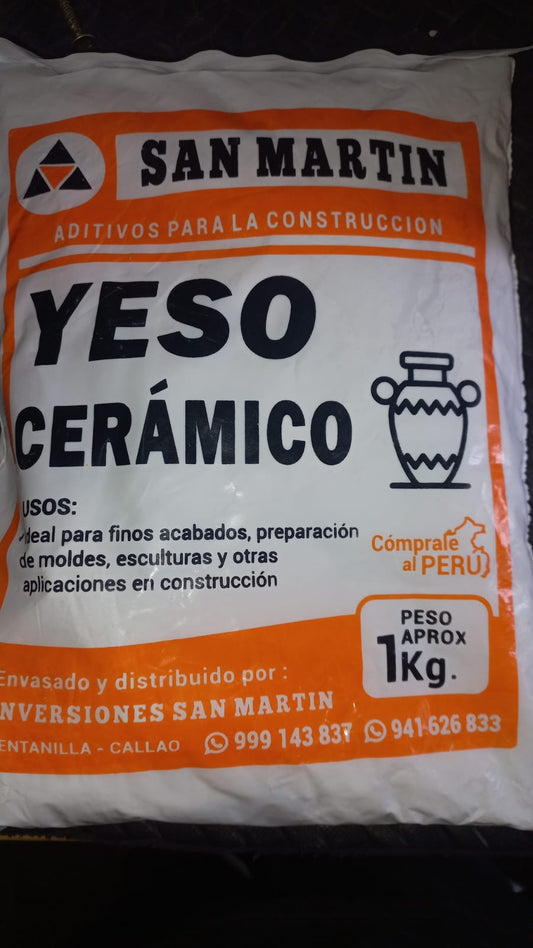 SAN MARTIN
ADITIVOS PARA LA CONSTRUCCION
YESO
CERÁMICO
USOS:
Ideal para finos acabados, preparación
de moldes, esculturas y otras
aplicaciones en construcción
Cómprale
al PERÚ
PESO
APROX
1Kg.
Envasado y distribuido por :
INVERSIONES SAN MARTIN
VENTANILLA - CALLAO 999 143 837 941 626 833